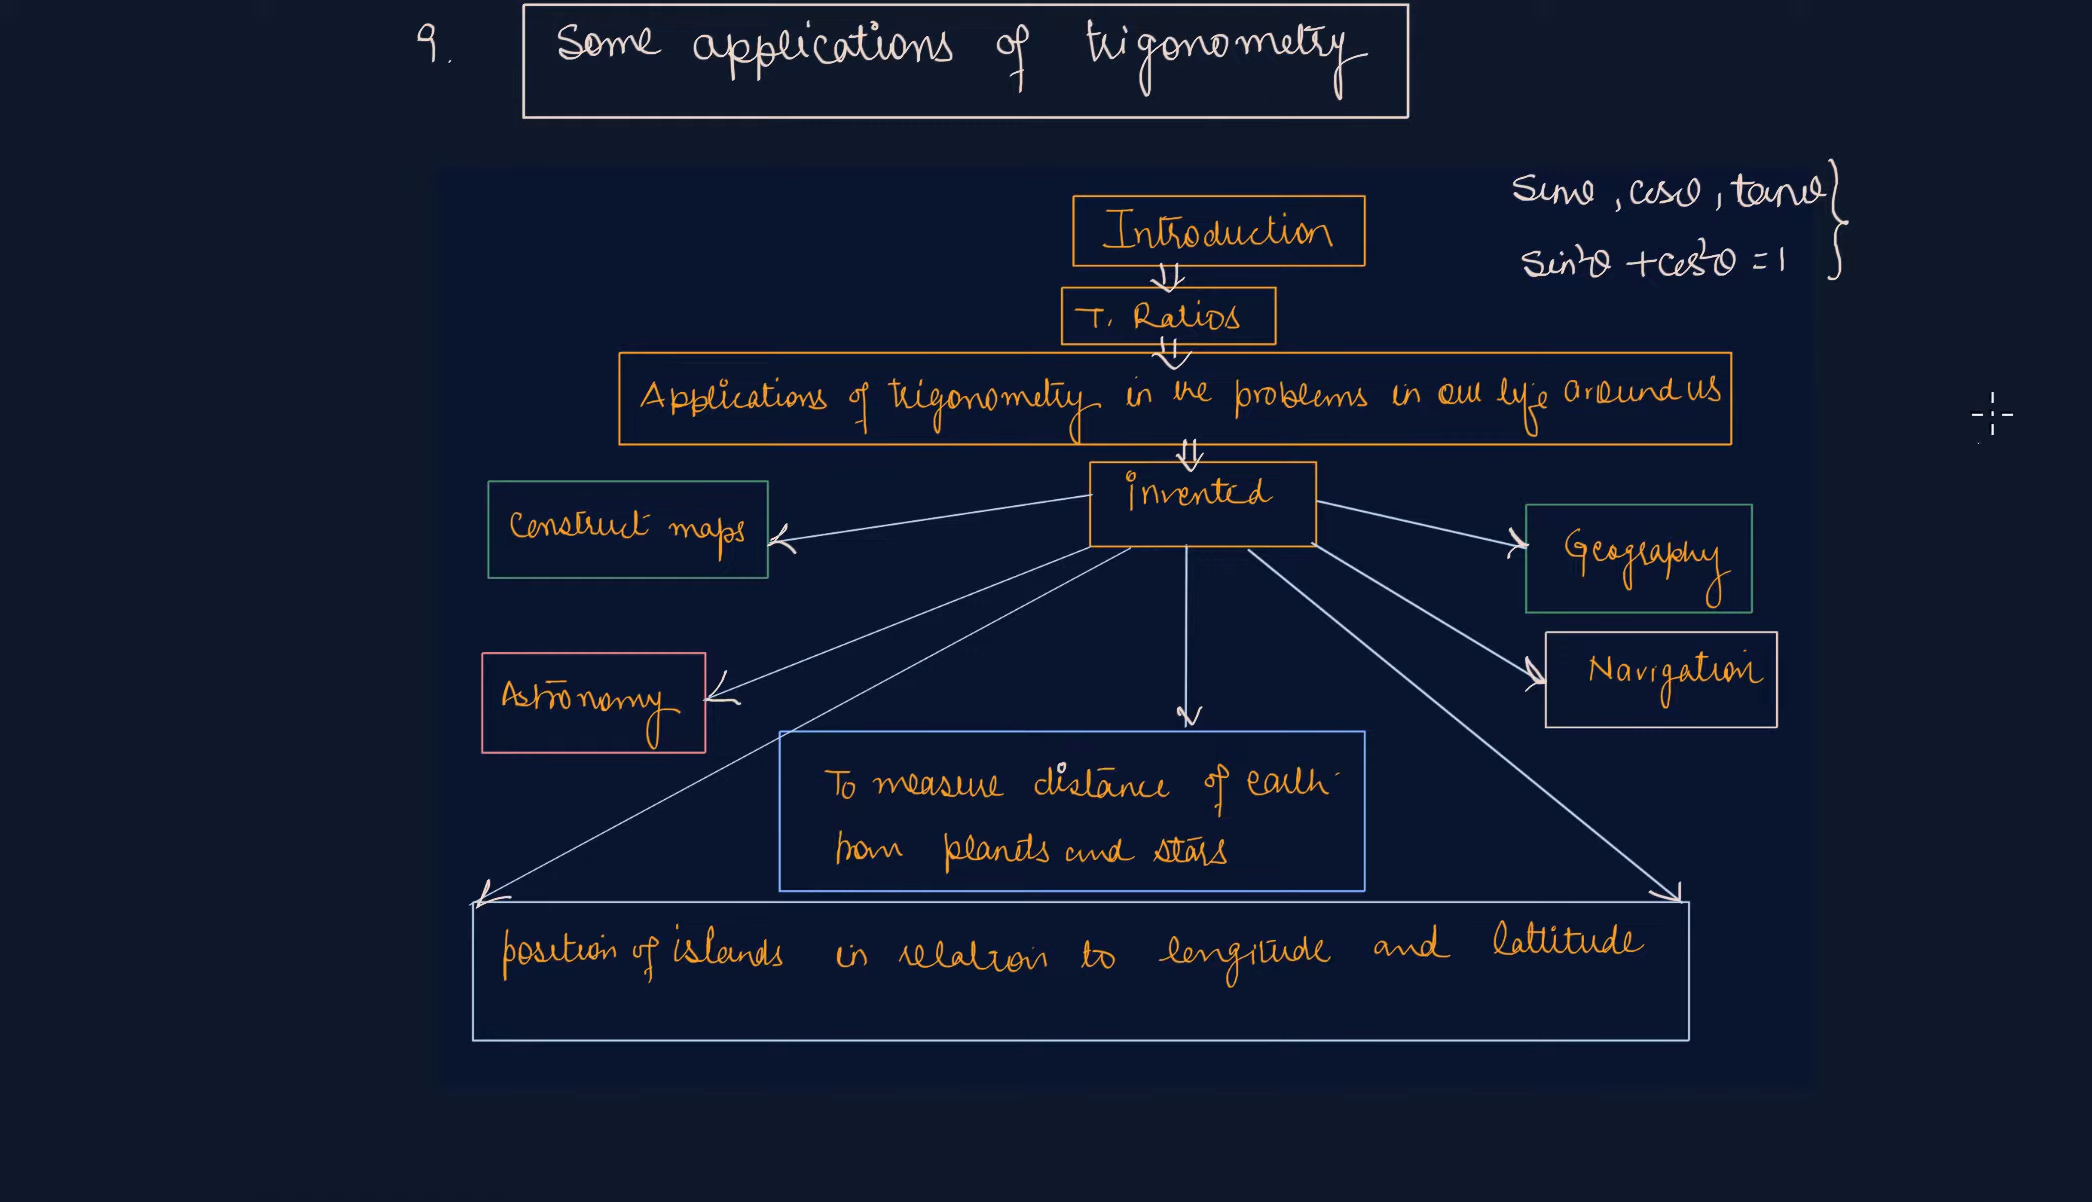 9. Some applications of trigonometry
sinθ, cosθ, tanθ
sin²θ + cos²θ = 1
Introduction
T. Ratios
Applications of trigonometry in the problems in our life around us
invented
Construct maps
Geography
Astronomy
Navigation
To measure distance of earth
from planets and stars
position of islands in relation to longitude and lattitude